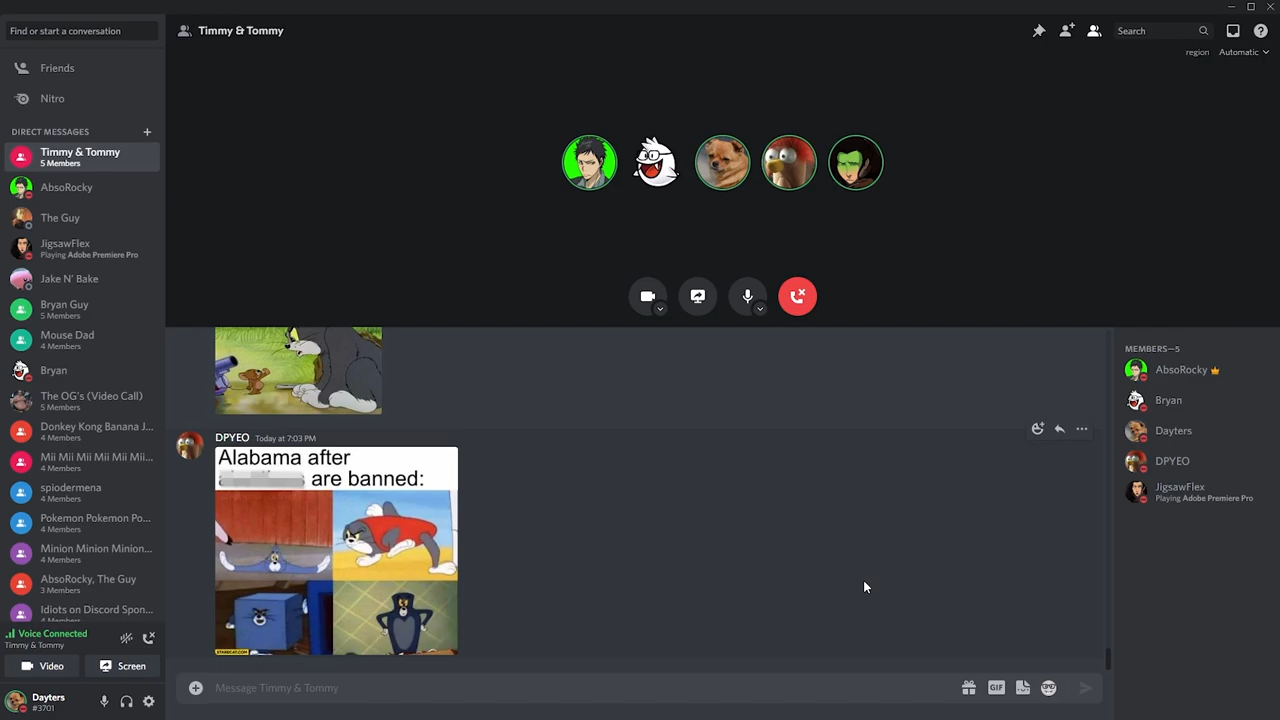 Find or start a conversation
Friends
Nitro
DIRECT MESSAGES
Timmy & Tommy
5 Members
AbsoRocky
The Guy
JigsawFlex
Playing Adobe Premiere Pro
Jake N' Bake
Bryan Guy
5 Members
Mouse Dad
4 Members
Bryan
The OG's (Video Call)
5 Members
Donkey Kong Banana J...
4 Members
Mii Mii Mii Mii Mii Mii...
4 Members
spiodermena
4 Members
Pokemon Pokemon Po...
4 Members
Minion Minion Minion...
4 Members
AbsoRocky, The Guy
3 Members
Idiots on Discord Spon...
Voice Connected
Timmy & Tommy
Video
Screen
Dayters
#3701
Timmy & Tommy
Search
region
Automatic
DPYEO Today at 7:03 PM
Alabama after
are banned:
STARECAT.COM
Message Timmy & Tommy
GIF
MEMBERS—5
AbsoRocky
Bryan
Dayters
DPYEO
JigsawFlex
Playing Adobe Premiere Pro